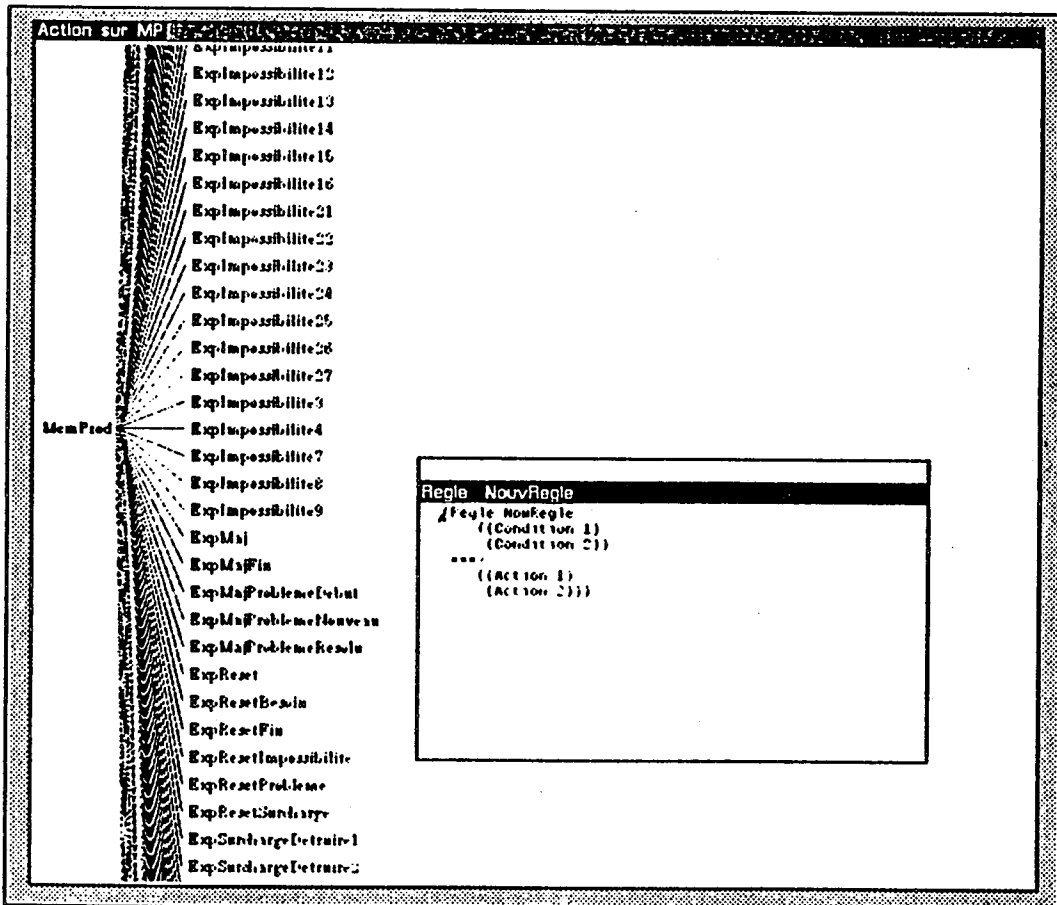 Action sur MP
ExpImpossibilite11
ExpImpossibilite12
ExpImpossibilite13
ExpImpossibilite14
ExpImpossibilite15
ExpImpossibilite16
ExpImpossibilite21
ExpImpossibilite22
ExpImpossibilite23
ExpImpossibilite24
ExpImpossibilite25
ExpImpossibilite26
ExpImpossibilite27
ExpImpossibilite3
MemProd
ExpImpossibilite4
ExpImpossibilite7
ExpImpossibilite8
ExpImpossibilite9
ExpMaj
ExpMajFin
ExpMajProblemeDebut
ExpMajProblemeNouveau
ExpMajProblemeResolu
ExpReset
ExpResetBesoin
ExpResetFin
ExpResetImpossibilite
ExpResetProbleme
ExpResetSurcharge
ExpSurchargeDetruire1
ExpSurchargeDetruire2
Regle NouvRegle
(Regle NouRegle
((Condition 1)
(Condition 2))
((Action 1)
(Action 2)))